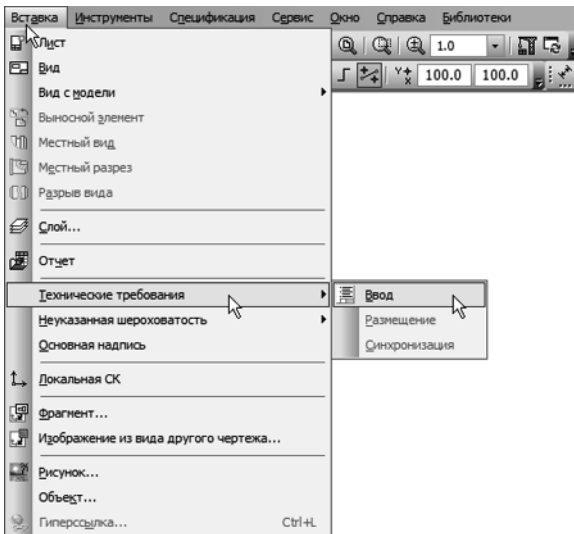 Вставка Инструменты Спецификация Сервис Окно Справка Библиотеки
Лист
1.0
Вид
100.0 100.0
Вид с модели
Выносной элемент
Местный вид
Местный разрез
Разрыв вида
Слой...
Отчет
Технические требования
Ввод
Неуказанная шероховатость
Размещение
Основная надпись
Синхронизация
Локальная СК
Фрагмент...
Изображение из вида другого чертежа...
Рисунок...
Объект...
Гиперссылка... Ctrl+L